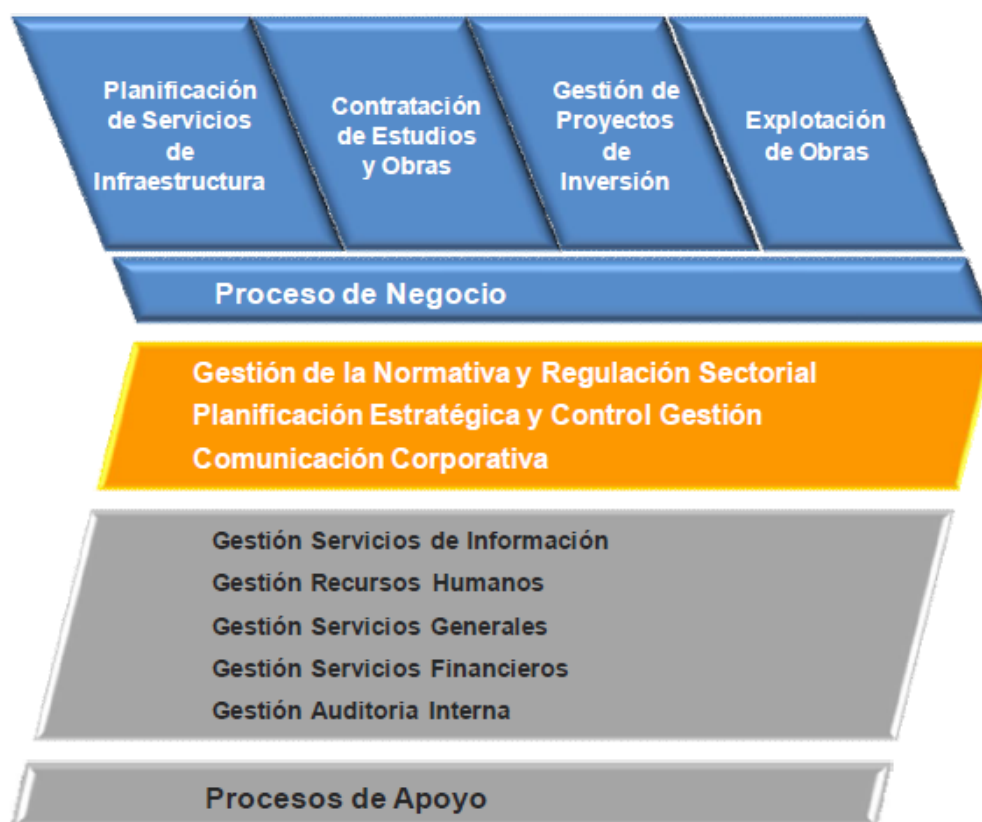 Planificación
de Servicios
de
Infraestructura
Contratación
de Estudios
y Obras
Gestión de
Proyectos
de
Inversión
Explotación
de Obras
Proceso de Negocio
Gestión de la Normativa y Regulación Sectorial
Planificación Estratégica y Control Gestión
Comunicación Corporativa
Gestión Servicios de Información
Gestión Recursos Humanos
Gestión Servicios Generales
Gestión Servicios Financieros
Gestión Auditoria Interna
Procesos de Apoyo